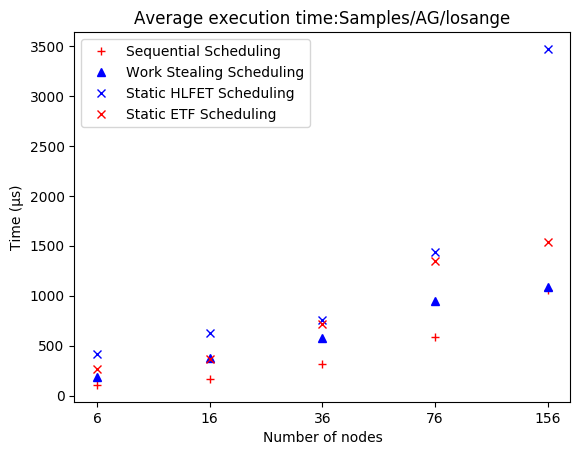 Average execution time:Samples/AG/losange
Sequential Scheduling
Work Stealing Scheduling
Static HLFET Scheduling
Static ETF Scheduling
Time (µs)
3500
3000
2500
2000
1500
1000
500
0
6 16 36 76 156
Number of nodes